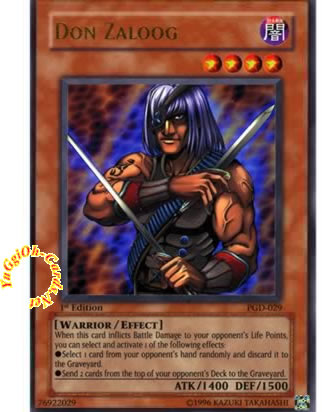 Don Zaloog
闇
YuGgiOh-Cards.Net
1st Edition
PGD-029
[Warrior/Effect]
When this card inflicts Battle Damage to your opponent's Life Points,
you can select and activate 1 of the following effects:
●Select 1 card from your opponent's hand randomly and discard it
to the Graveyard.
●Send 2 cards from the top of your opponent's Deck to the Graveyard.
ATK/1400 DEF/1500
76922029
©1996 KAZUKI TAKAHASHI